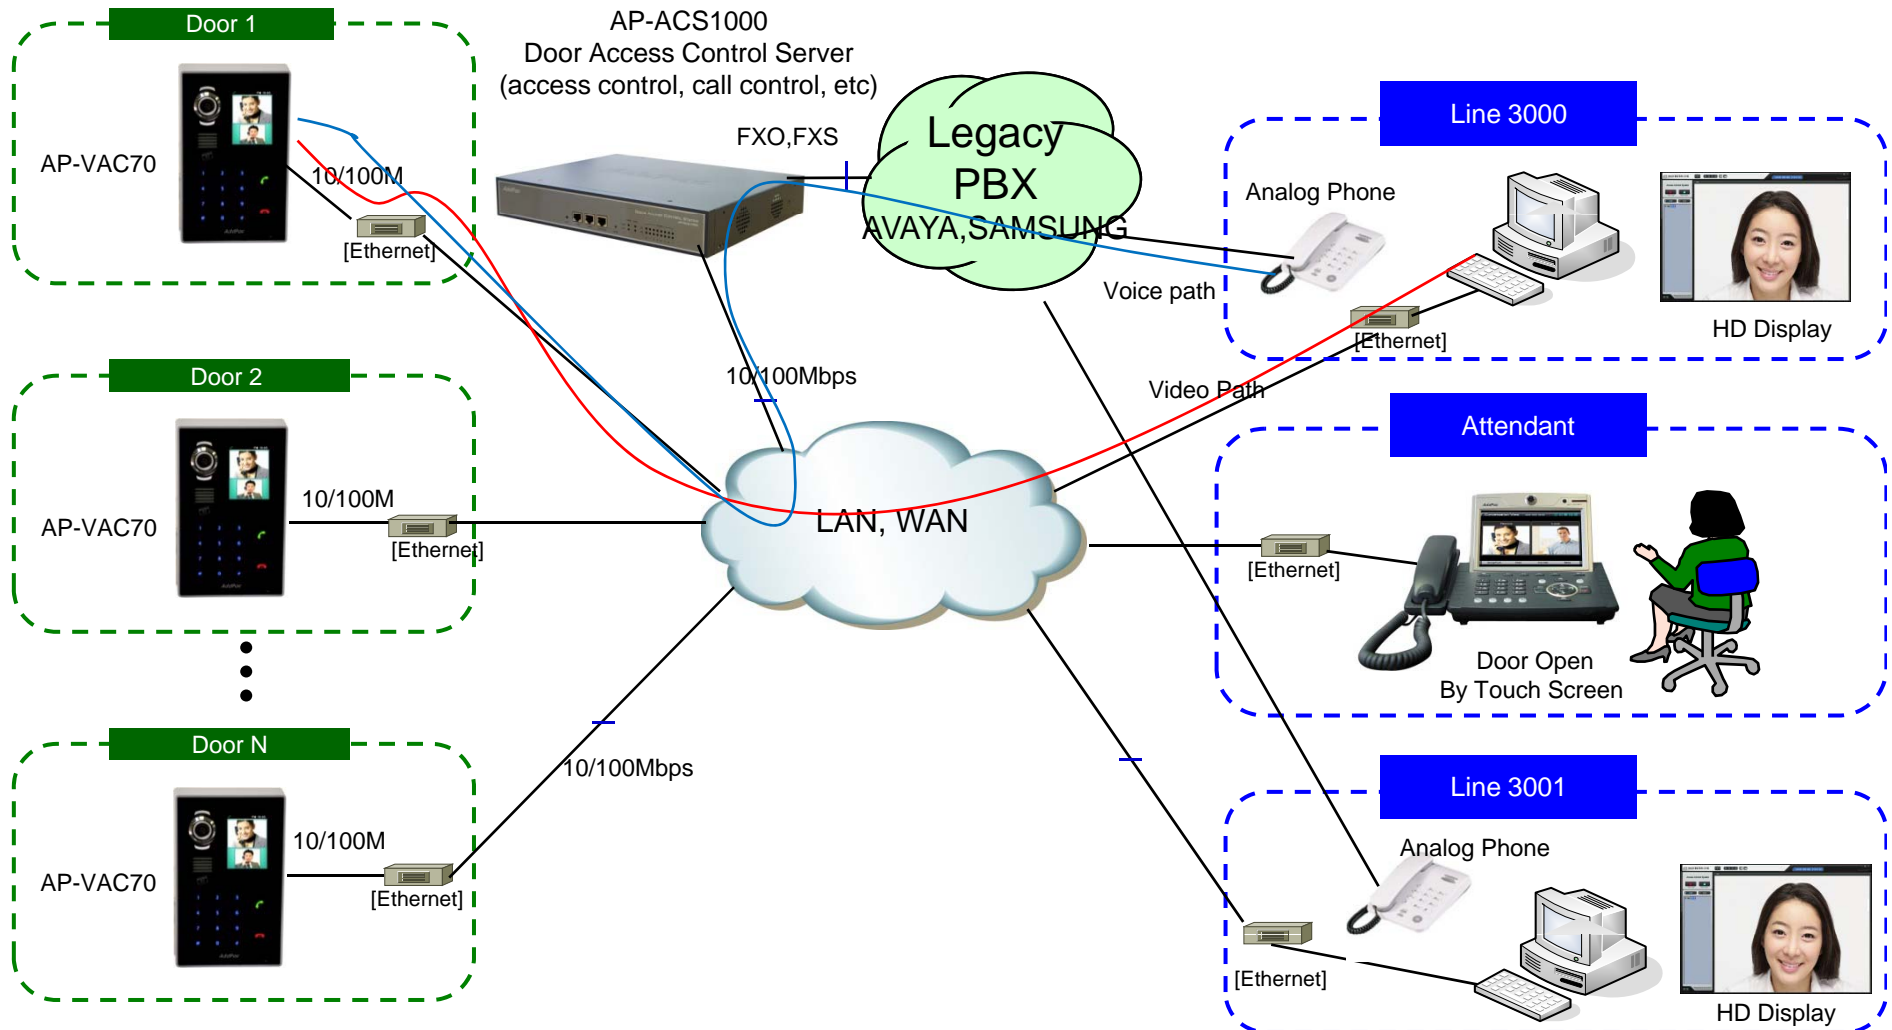 Door 1
AP-VAC70
10/100M
[Ethernet]
AP-ACS1000
Door Access Control Server
(access control, call control, etc)
FXO,FXS
Legacy
PBX
AVAYA,SAMSUNG
Line 3000
Analog Phone
Voice path
[Ethernet]
HD Display
Door 2
AP-VAC70
10/100M
[Ethernet]
10/100Mbps
Video Path
LAN, WAN
Attendant
[Ethernet]
Door Open
By Touch Screen
Door N
AP-VAC70
10/100M
[Ethernet]
10/100Mbps
Line 3001
Analog Phone
[Ethernet]
HD Display